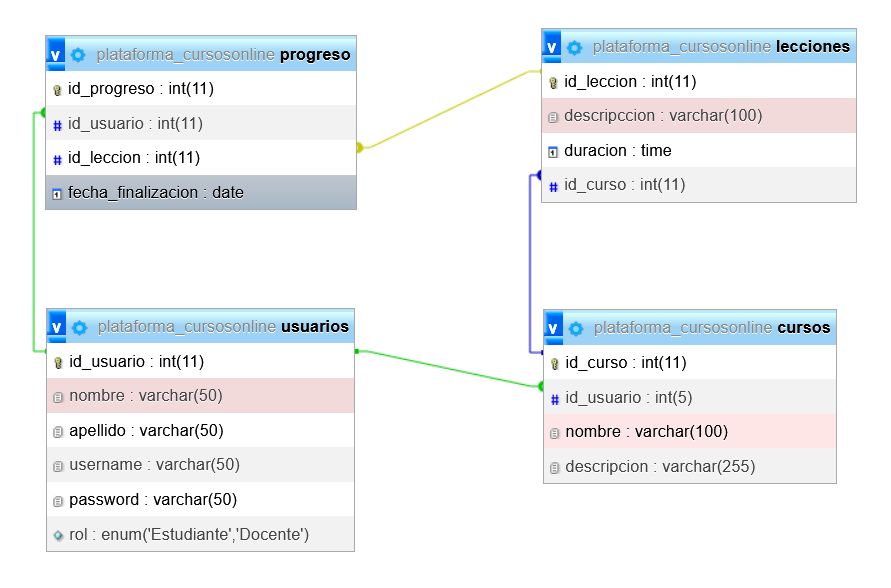 plataforma_cursosonline progreso
id_progreso : int(11)
id_usuario : int(11)
id_leccion : int(11)
fecha_finalizacion : date
plataforma_cursosonline lecciones
id_leccion : int(11)
descripccion : varchar(100)
duracion : time
id_curso : int(11)
plataforma_cursosonline usuarios
id_usuario : int(11)
nombre : varchar(50)
apellido : varchar(50)
username : varchar(50)
password : varchar(50)
rol : enum('Estudiante','Docente')
plataforma_cursosonline cursos
id_curso : int(11)
id_usuario : int(5)
nombre : varchar(100)
descripcion : varchar(255)